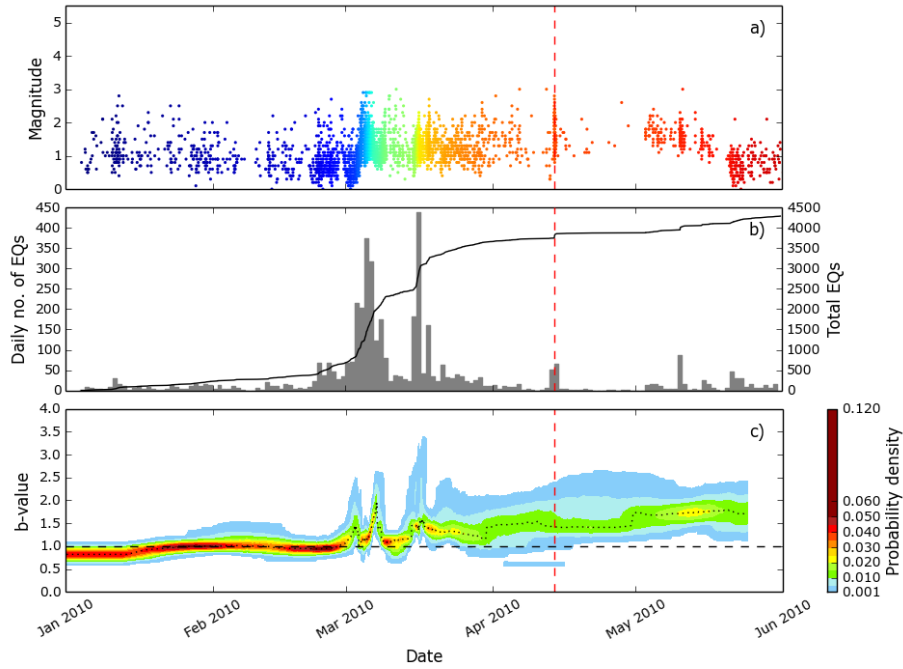 a)
5
4
3
2
1
0
Magnitude
b)
450
400
350
300
250
200
150
100
50
0
Daily no. of EQs
4500
4000
3500
3000
2500
2000
1500
1000
500
0
Total EQs
c)
4.0
3.5
3.0
2.5
2.0
1.5
1.0
0.5
0.0
b-value
0.120
0.060
0.050
0.040
0.030
0.020
0.010
0.001
Probability density
Jan 2010
Feb 2010
Mar 2010
Apr 2010
May 2010
Jun 2010
Date